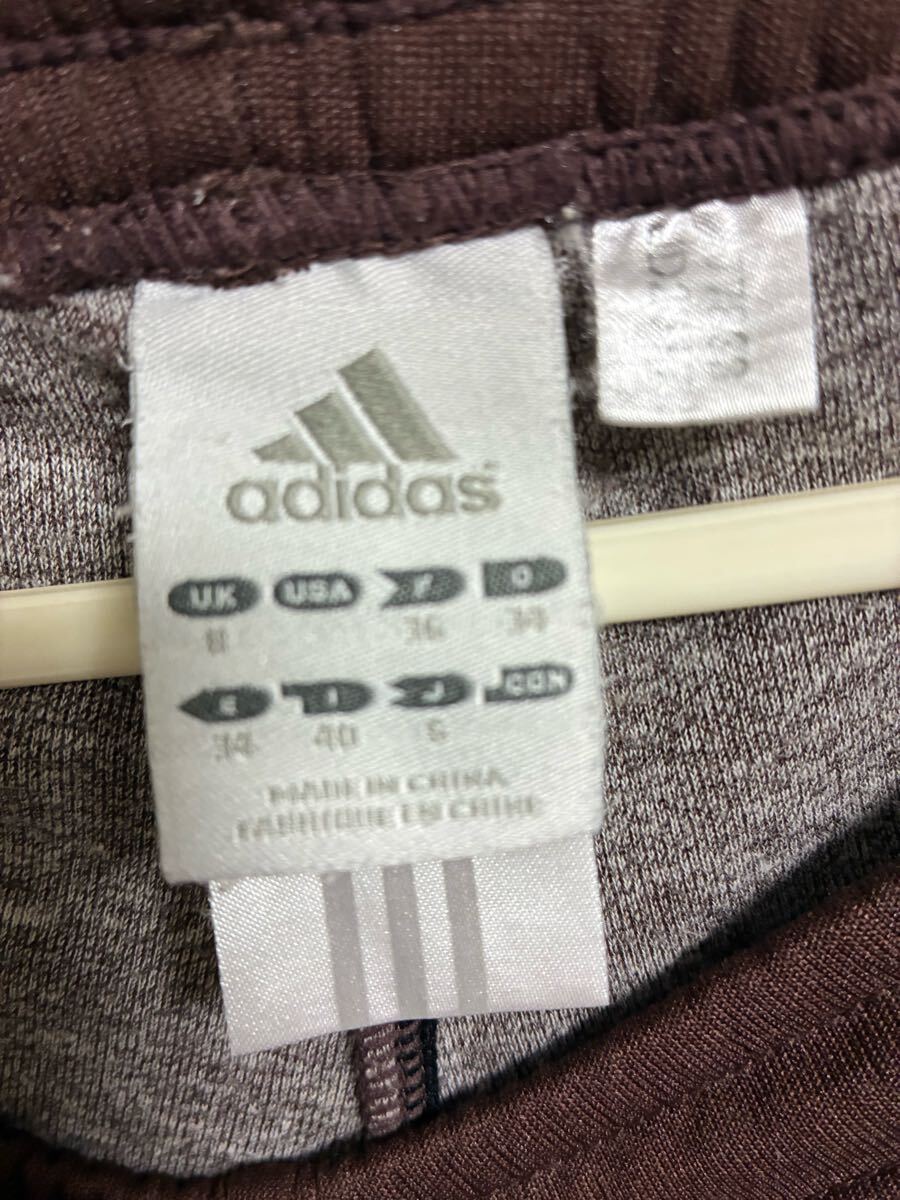 adidas
UK USA F D
8 36 34
C I J .CON
34 40 S
MADE IN CHINA
FABRIQUE EN CHINE